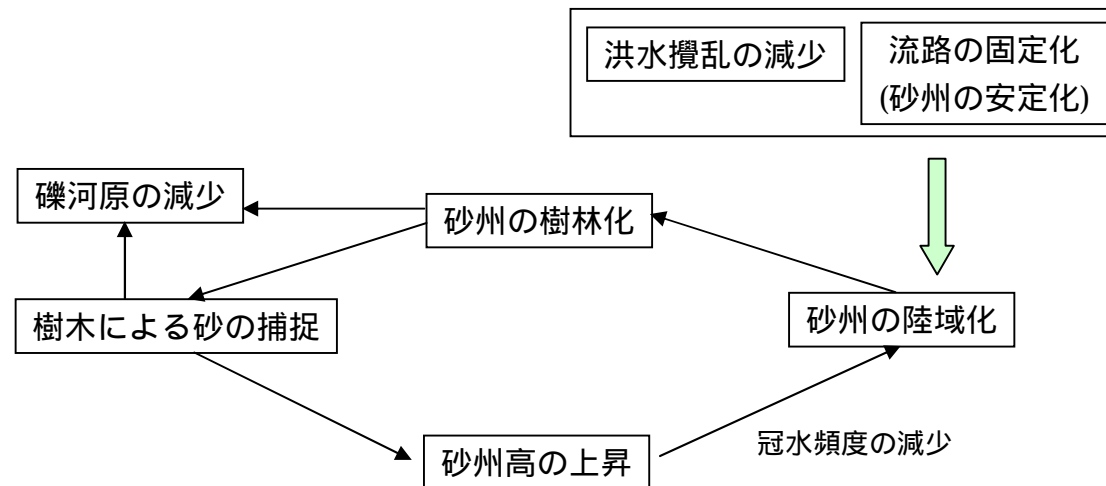 洪水攪乱の減少
流路の固定化
(砂州の安定化)
礫河原の減少
砂州の樹林化
樹木による砂の捕捉
砂州の陸域化
冠水頻度の減少
砂州高の上昇